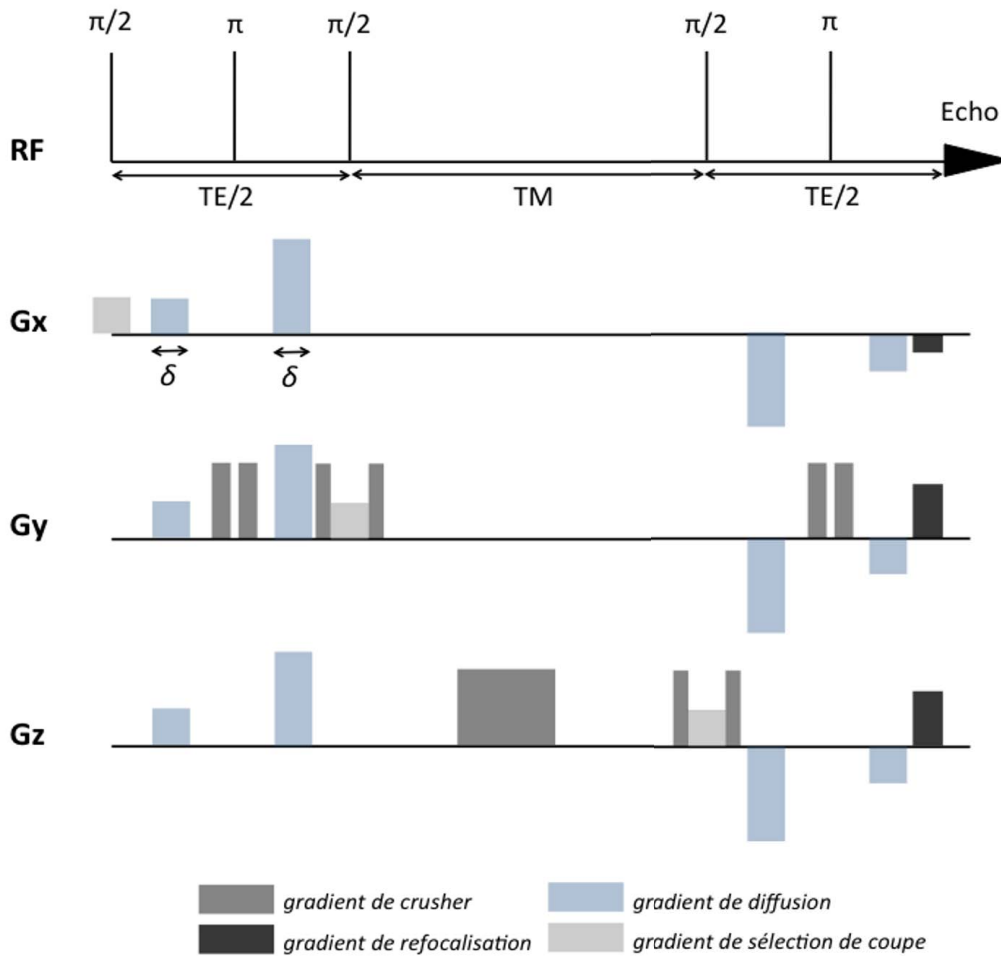 π/2 π π/2 π/2 π
Echo
RF
TE/2 TM TE/2
Gx
δ δ
Gy
Gz
gradient de crusher gradient de diffusion
gradient de refocalisation gradient de sélection de coupe